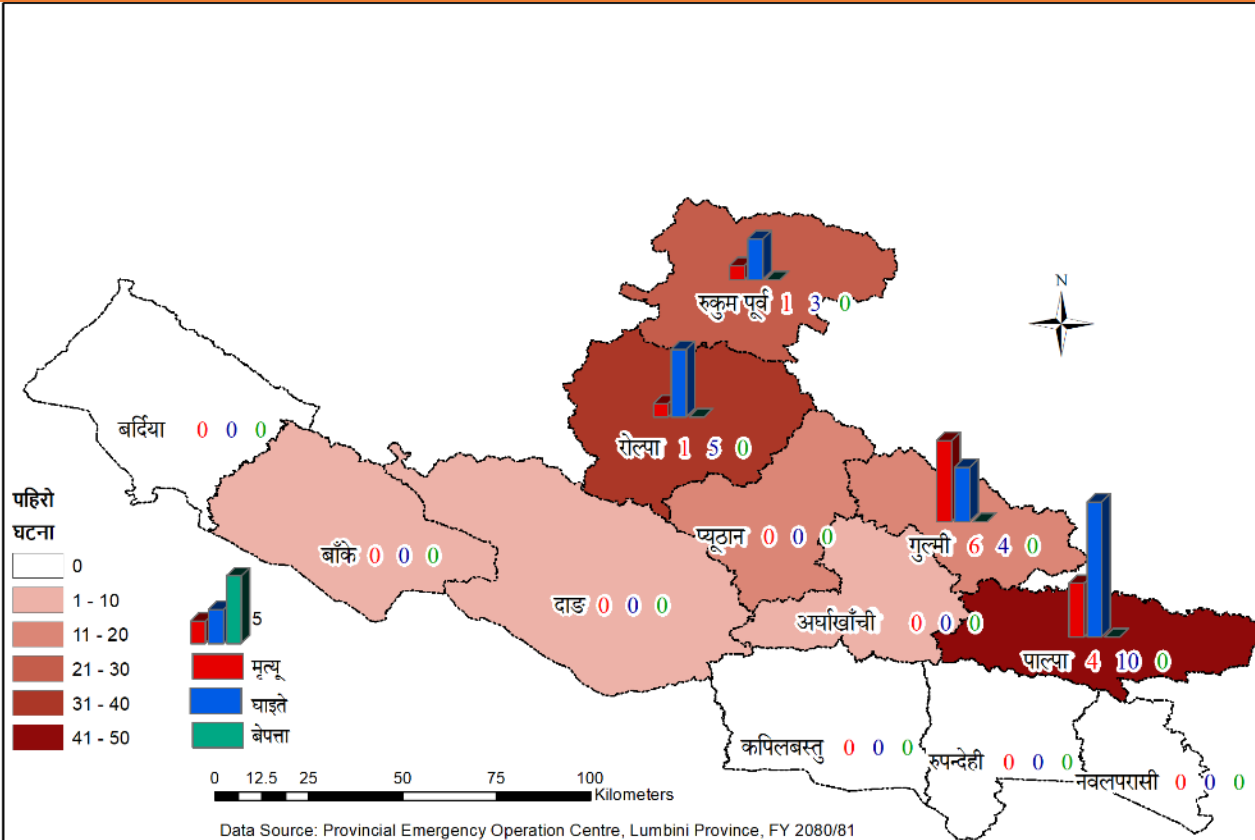 N
रुकुम पूर्व 1 3 0
रोल्पा 1 5 0
बर्दिया 0 0 0
बाँके 0 0 0
प्यूठान 0 0 0
गुल्मी 6 4 0
दाङ 0 0 0
अर्घाखाँची 0 0 0
पाल्पा 4 10 0
कपिलबस्तु 0 0 0
रुपन्देही 0 0 0
नवलपरासी 0 0 0
पहिरो
घटना
0
1 - 10
11 - 20
21 - 30
31 - 40
41 - 50
5
मृत्यू
घाइते
बेपत्ता
0 12.5 25 50 75 100
Kilometers
Data Source: Provincial Emergency Operation Centre, Lumbini Province, FY 2080/81